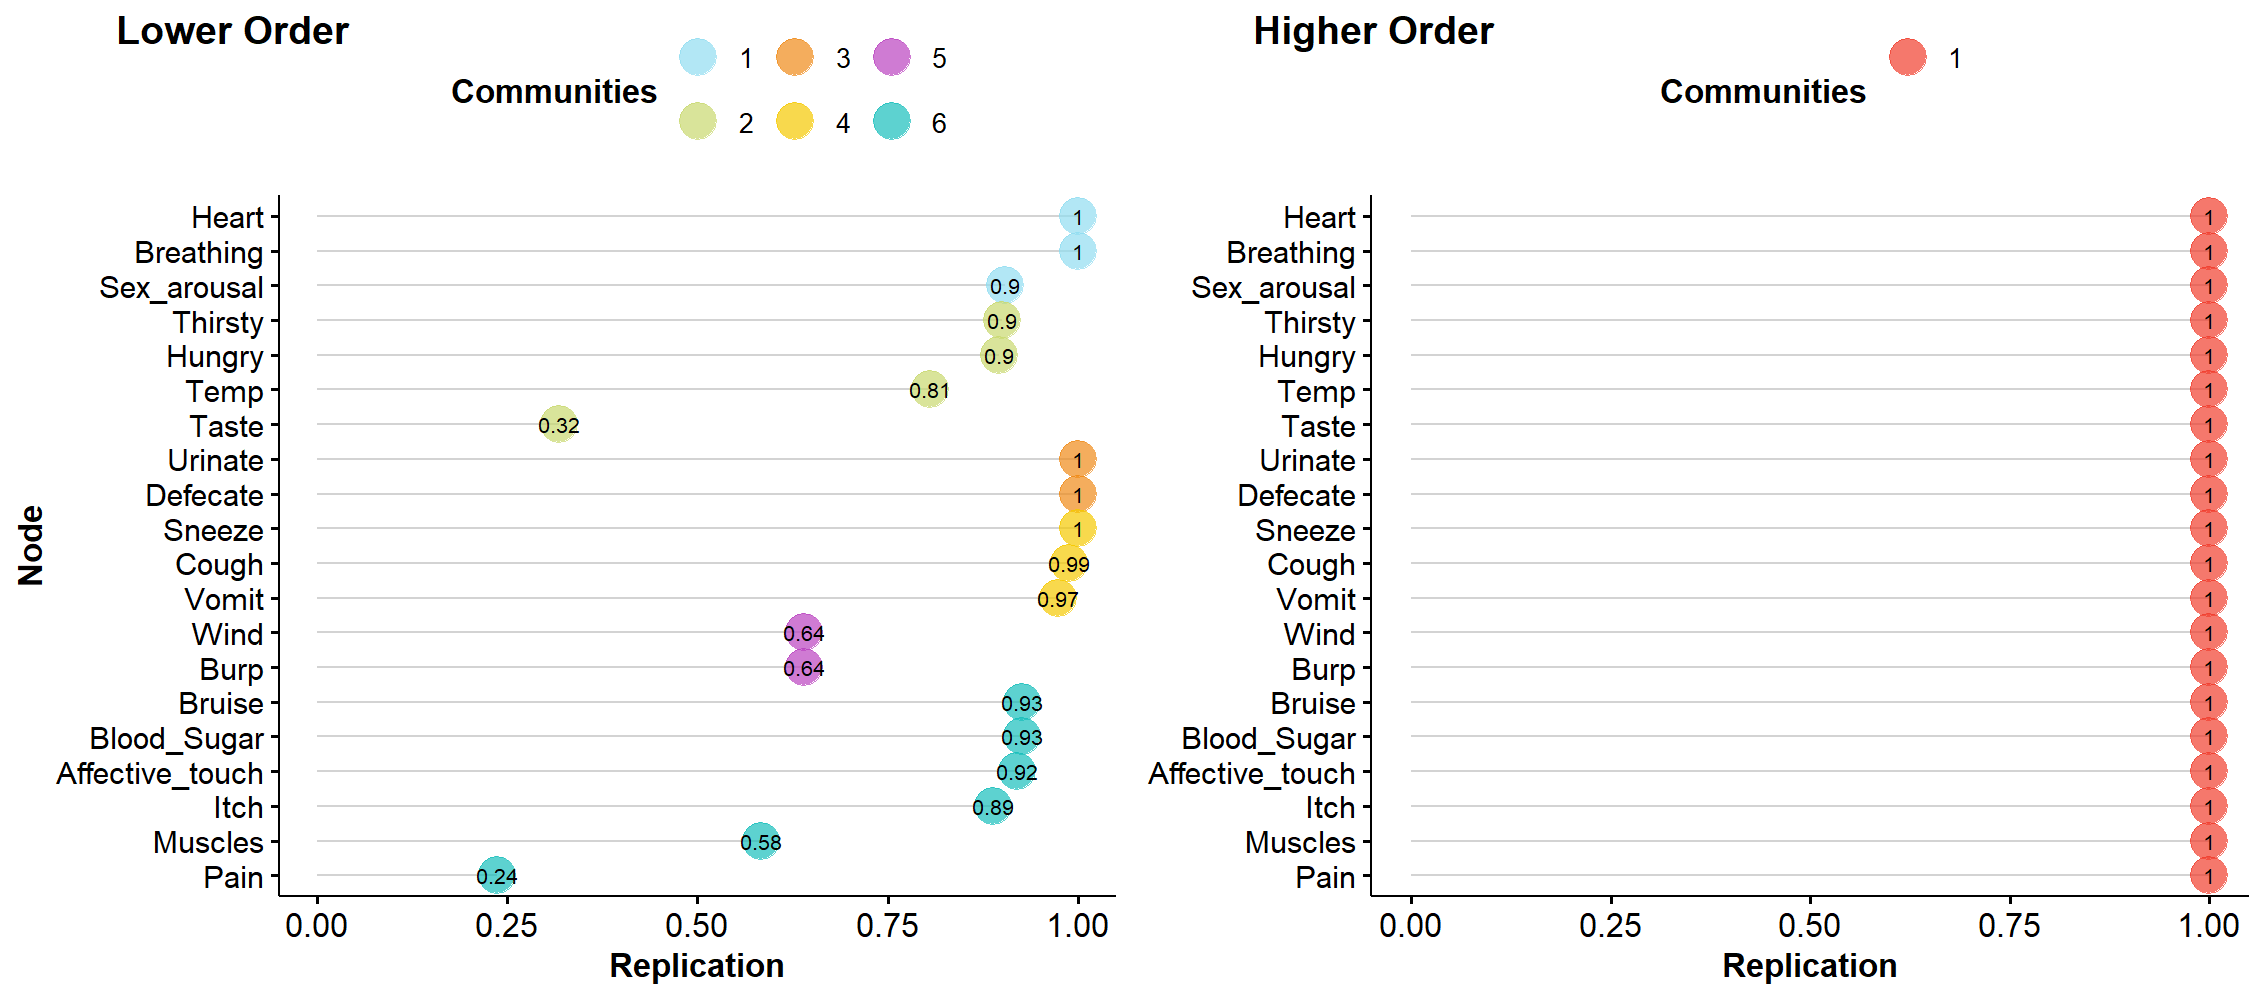 Lower Order
Communities
1 3 5
2 4 6
Node
Heart 1
Breathing 1
Sex_arousal 0.9
Thirsty 0.9
Hungry 0.9
Temp 0.81
Taste 0.32
Urinate 1
Defecate 1
Sneeze 1
Cough 0.99
Vomit 0.97
Wind 0.64
Burp 0.64
Bruise 0.93
Blood_Sugar 0.93
Affective_touch 0.92
Itch 0.89
Muscles 0.58
Pain 0.24
0.00 0.25 0.50 0.75 1.00
Replication
Higher Order
Communities
1
Heart 1
Breathing 1
Sex_arousal 1
Thirsty 1
Hungry 1
Temp 1
Taste 1
Urinate 1
Defecate 1
Sneeze 1
Cough 1
Vomit 1
Wind 1
Burp 1
Bruise 1
Blood_Sugar 1
Affective_touch 1
Itch 1
Muscles 1
Pain 1
0.00 0.25 0.50 0.75 1.00
Replication